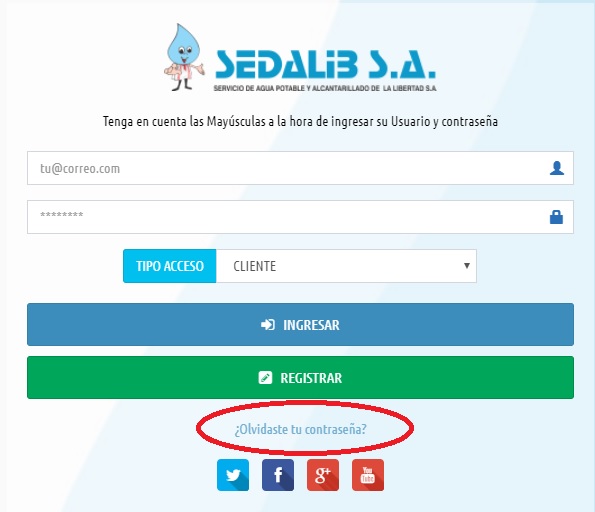 SEDALIB S.A.
SERVICIO DE AGUA POTABLE Y ALCANTARILLADO DE LA LIBERTAD S.A
Tenga en cuenta las Mayúsculas a la hora de ingresar su Usuario y contraseña
tu@correo.com
********
TIPO ACCESO CLIENTE
INGRESAR
REGISTRAR
¿Olvidaste tu contraseña?
f g+ You Tube